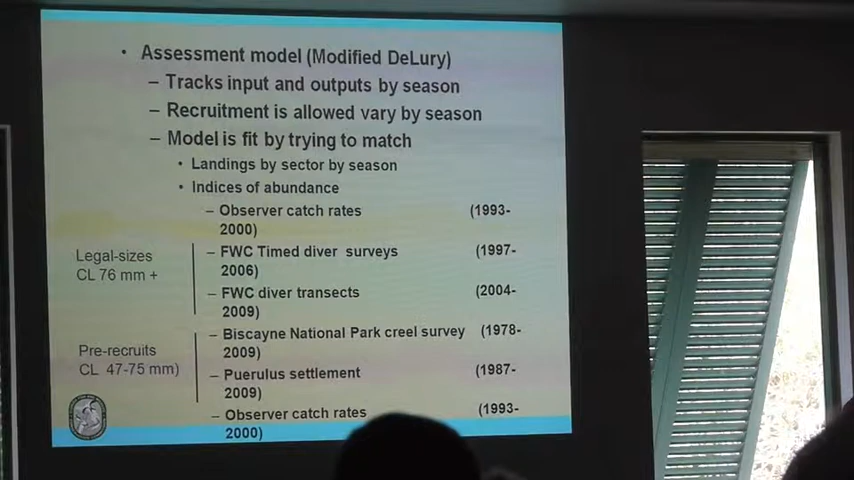 • Assessment model (Modified DeLury)
– Tracks input and outputs by season
– Recruitment is allowed vary by season
– Model is fit by trying to match
• Landings by sector by season
• Indices of abundance
– Observer catch rates (1993-
2000)
Legal-sizes
CL 76 mm +
– FWC Timed diver surveys (1997-
2006)
– FWC diver transects (2004-
2009)
– Biscayne National Park creel survey (1978-
2009)
Pre-recruits
CL 47-75 mm)
– Puerulus settlement (1987-
2009)
– Observer catch rates (1993-
2000)